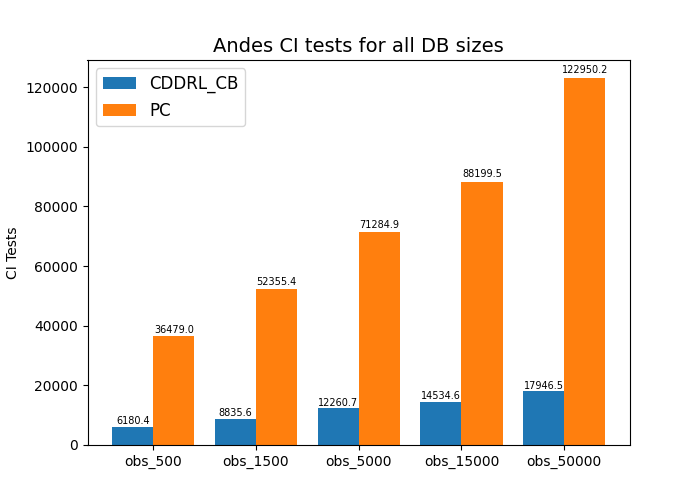 Andes CI tests for all DB sizes
CDDRL_CB
PC
CI Tests
120000
100000
80000
60000
40000
20000
0
6180.4
36479.0
8835.6
52355.4
12260.7
71284.9
14534.6
88199.5
17946.5
122950.2
obs_500
obs_1500
obs_5000
obs_15000
obs_50000